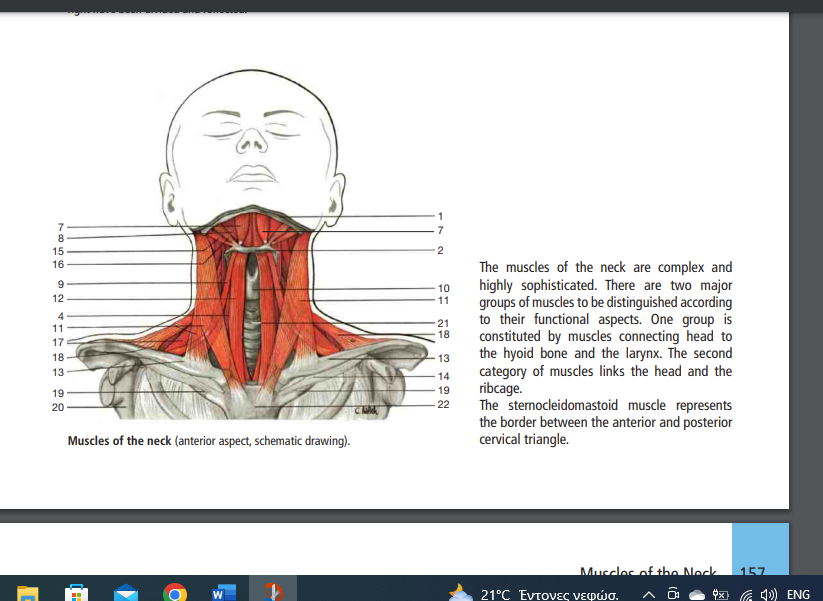 7
8
15
16
9
12
4
11
17
18
13
19
20
1
7
2
10
11
21
18
13
14
19
22
Muscles of the neck (anterior aspect, schematic drawing).
The muscles of the neck are complex and
highly sophisticated. There are two major
groups of muscles to be distinguished according
to their functional aspects. One group is
constituted by muscles connecting head to
the hyoid bone and the larynx. The second
category of muscles links the head and the
ribcage.
The sternocleidomastoid muscle represents
the border between the anterior and posterior
cervical triangle.
Muscles of the Neck 157
21°C Έντονες νεφώσ. ENG